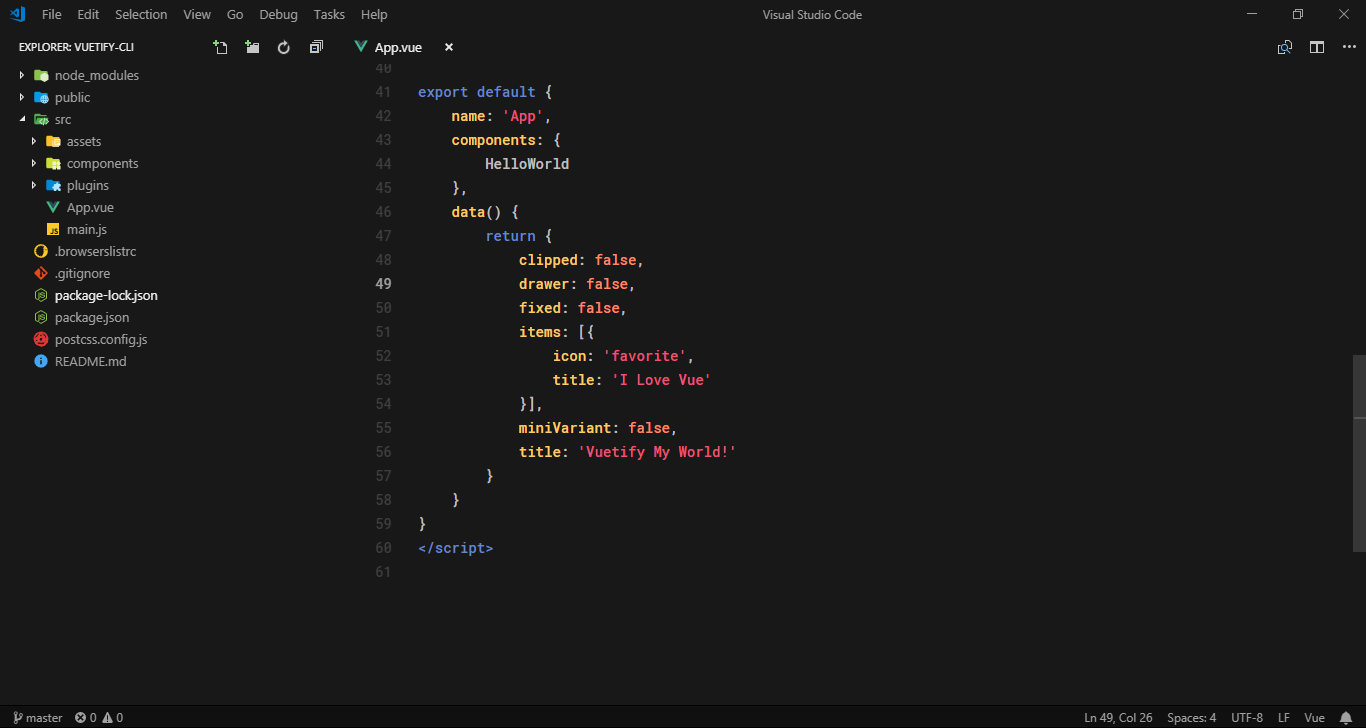 File Edit Selection View Go Debug Tasks Help Visual Studio Code
EXPLORER: VUETIFY-CLI
node_modules
public
src
assets
components
plugins
App.vue
main.js
.browserslistrc
.gitignore
package-lock.json
package.json
postcss.config.js
README.md
App.vue
40
41 export default {
42 name: 'App',
43 components: {
44 HelloWorld
45 },
46 data() {
47 return {
48 clipped: false,
49 drawer: false,
50 fixed: false,
51 items: [{
52 icon: 'favorite',
53 title: 'I Love Vue'
54 }],
55 miniVariant: false,
56 title: 'Vuetify My World!'
57 }
58 }
59 }
60 </script>
61
master 0 0 Ln 49, Col 26 Spaces: 4 UTF-8 LF Vue